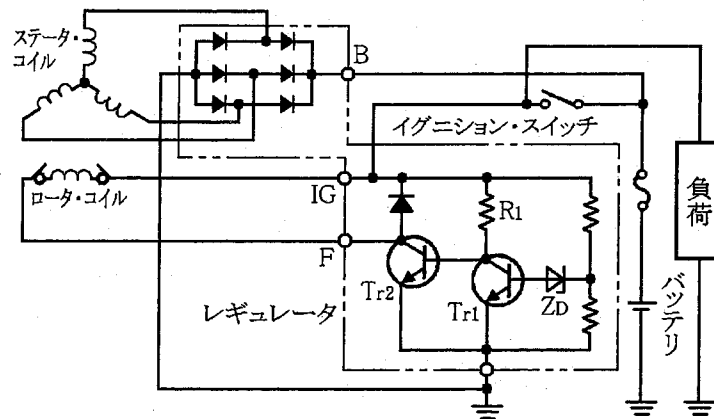 ステータ・
コイル
B
イグニション・スイッチ
負荷
ロータ・コイル
IG
R1
F
Tr2
Tr1
ZD
レギュレータ
バッテリ